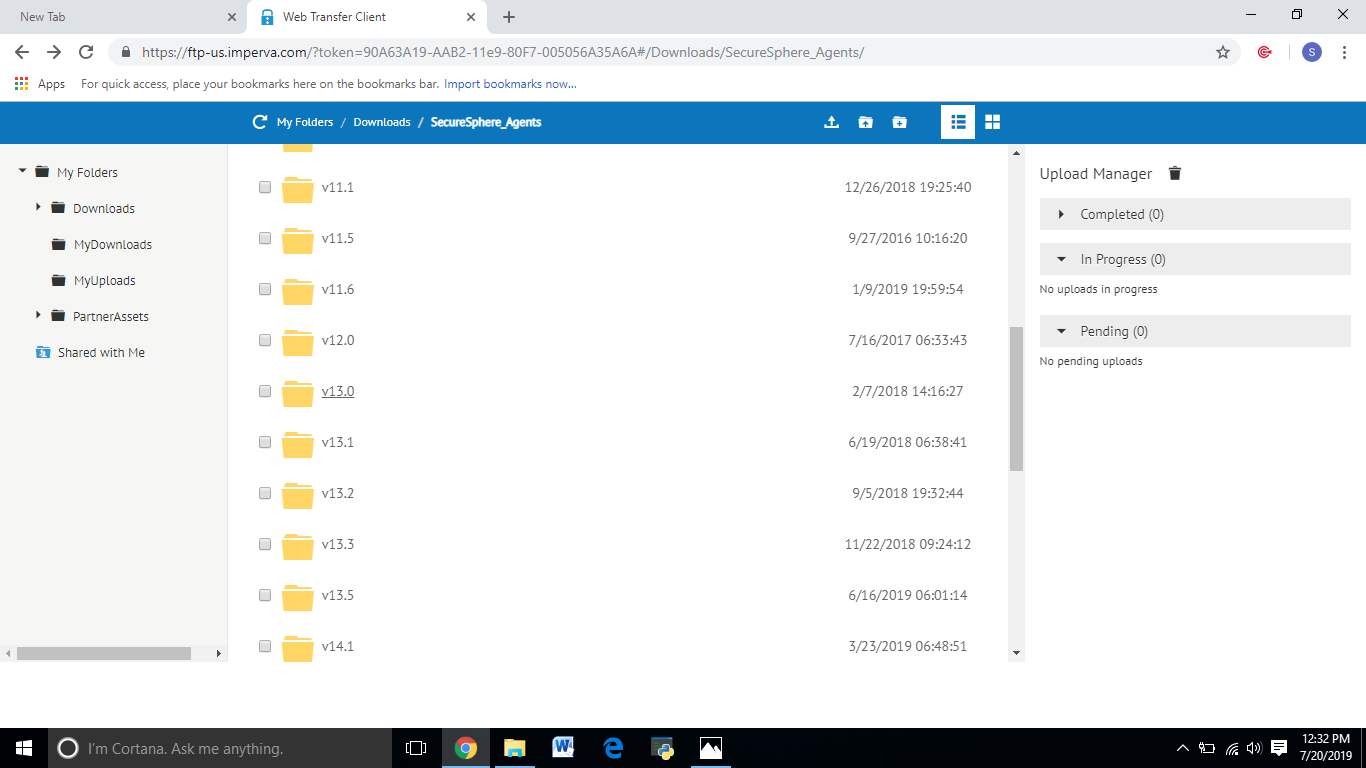 New Tab
Web Transfer Client
https://ftp-us.imperva.com/?token=90A63A19-AAB2-11e9-80F7-005056A35A6A#/Downloads/SecureSphere_Agents/
S
Apps For quick access, place your bookmarks here on the bookmarks bar. Import bookmarks now...
My Folders / Downloads / SecureSphere_Agents
My Folders
Downloads
MyDownloads
MyUploads
PartnerAssets
Shared with Me
v11.1 12/26/2018 19:25:40
v11.5 9/27/2016 10:16:20
v11.6 1/9/2019 19:59:54
v12.0 7/16/2017 06:33:43
v13.0 2/7/2018 14:16:27
v13.1 6/19/2018 06:38:41
v13.2 9/5/2018 19:32:44
v13.3 11/22/2018 09:24:12
v13.5 6/16/2019 06:01:14
v14.1 3/23/2019 06:48:51
Upload Manager
Completed (0)
In Progress (0)
No uploads in progress
Pending (0)
No pending uploads
I'm Cortana. Ask me anything.
12:32 PM
7/20/2019